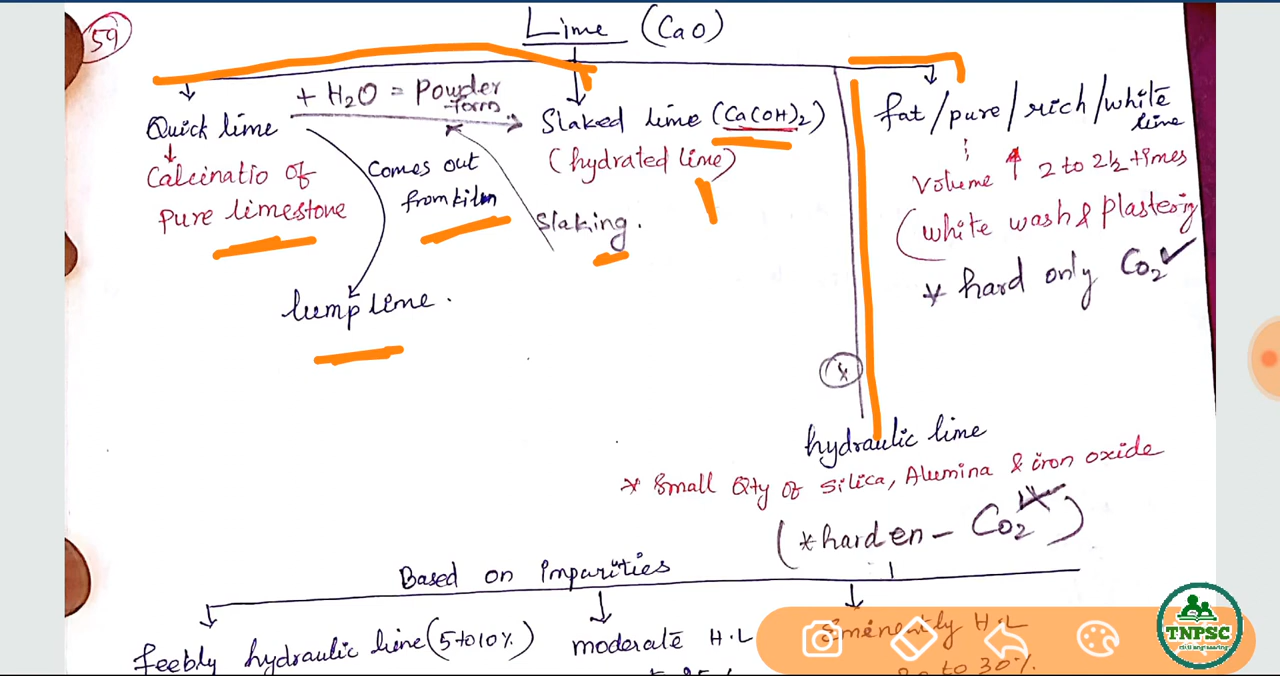 59
Lime (CaO)
+ H2O = Powder
form
Quick lime
Slaked lime (Ca(OH)2)
fat/pure/rich/white
lime
Calcinatio of
Pure limestone
Comes out
from kiln
(hydrated lime)
Slaking.
Volume ↑ 2 to 2½ times
(white wash & plastering
* hard only CO2 ✓
lump lime.
hydraulic lime
* Small Qty of Silica, Alumina & iron oxide
(* harden - CO2
Based on impurities
Feebly hydraulic lime (5 to 10%)
moderate H.L
Eminently H.L
to 30%.
TNPSC